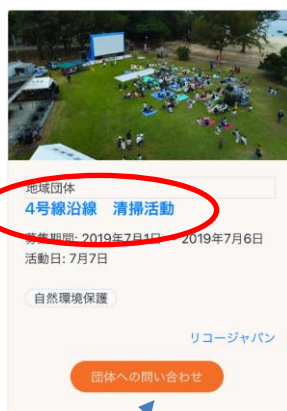 地域団体
4号線沿線　清掃活動
募集期間: 2019年7月1日 〜 2019年7月6日
活動日: 7月7日
自然環境保護
リコージャパン
団体への問い合わせ